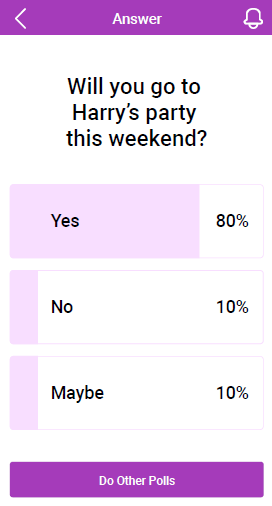 Answer
Will you go to
Harry’s party
this weekend?
Yes 80%
No 10%
Maybe 10%
Do Other Polls